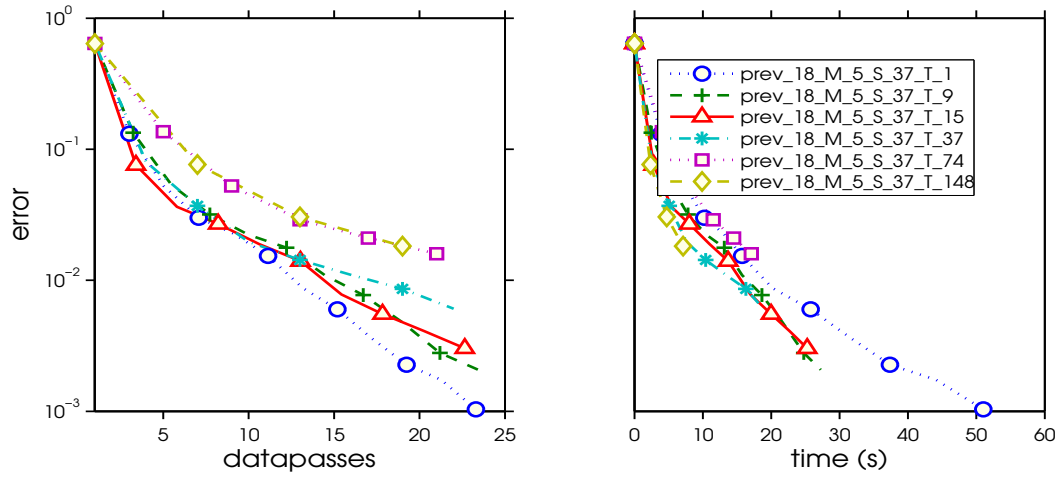 10^0
10^-1
10^-2
10^-3
error
5 10 15 20 25
datapasses
prev_18_M_5_S_37_T_1
prev_18_M_5_S_37_T_9
prev_18_M_5_S_37_T_15
prev_18_M_5_S_37_T_37
prev_18_M_5_S_37_T_74
prev_18_M_5_S_37_T_148
0 10 20 30 40 50 60
time (s)